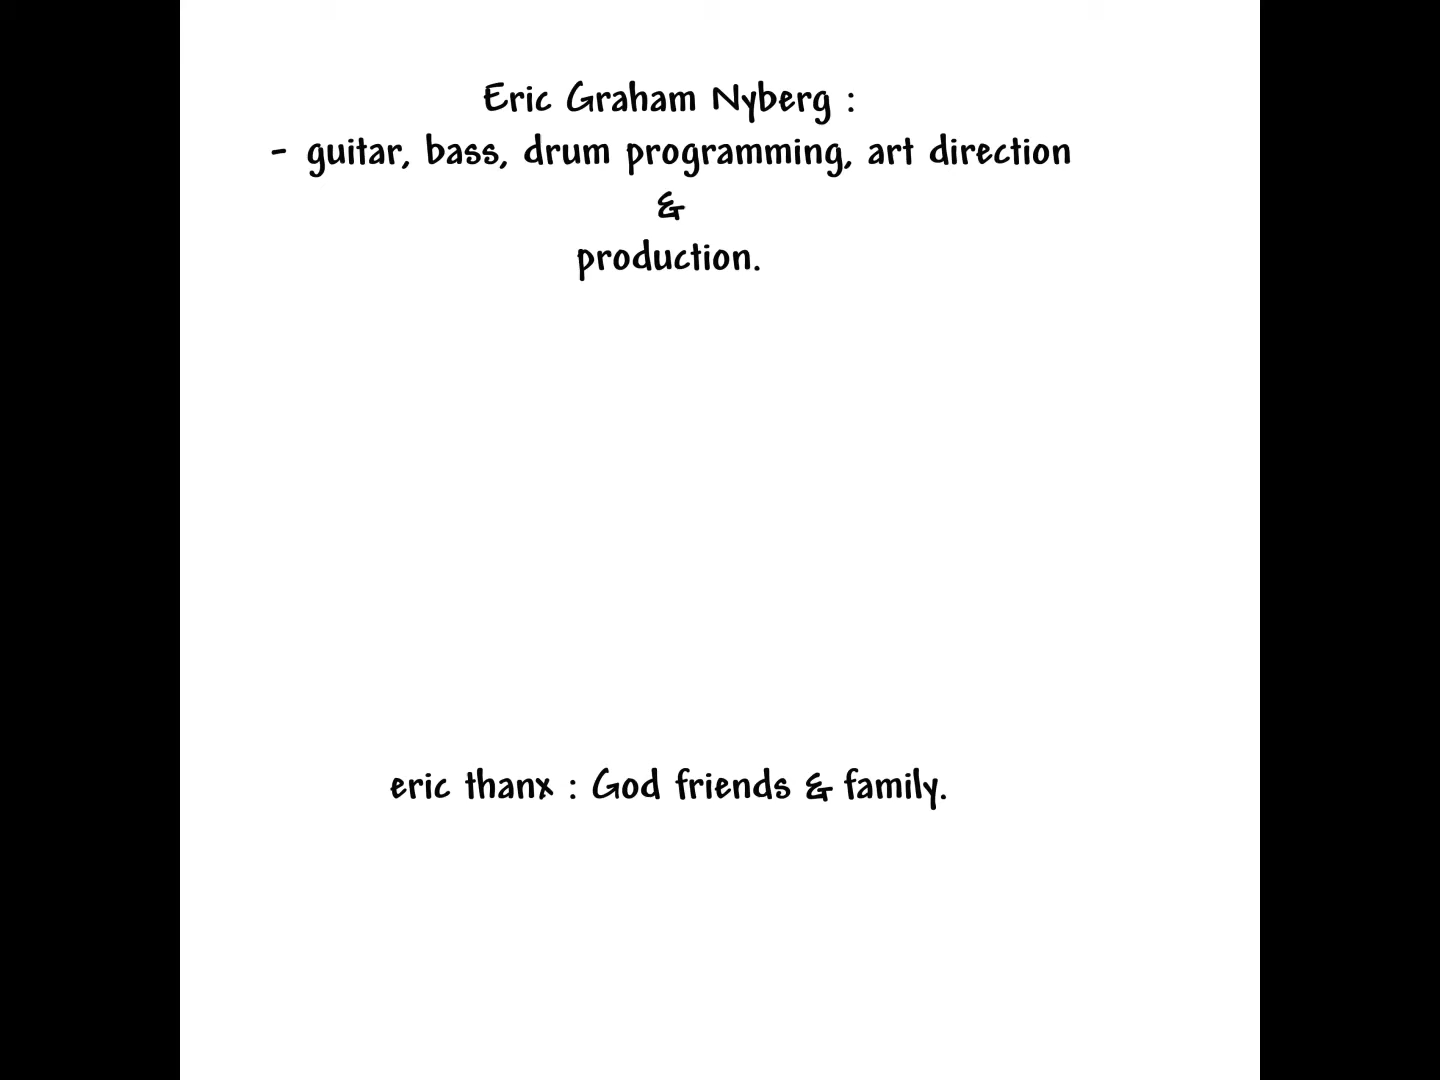 Eric Graham Nyberg :
- guitar, bass, drum programming, art direction
&
production.
eric thanx : God friends & family.